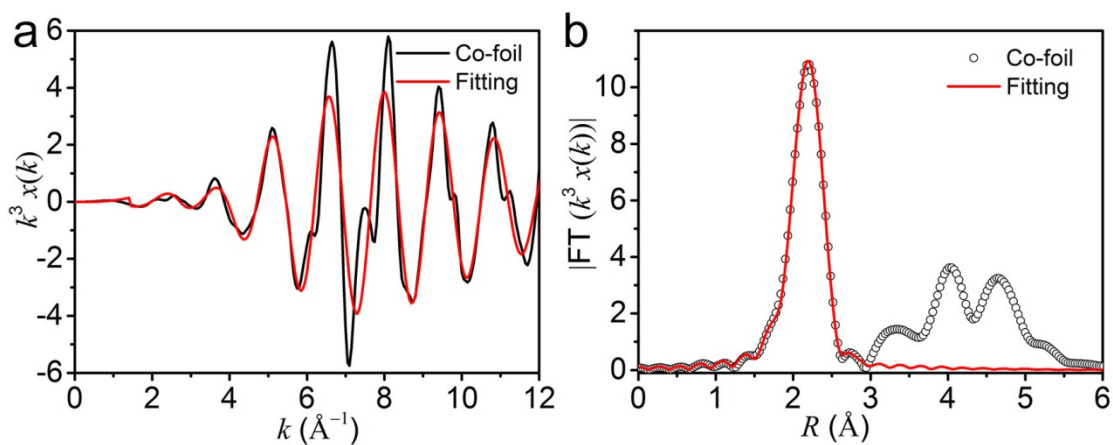 a
6
4
2
0
-2
-4
-6
k³ x(k)
Co-foil
Fitting
0 2 4 6 8 10 12
k (Å⁻¹)
b
10
8
6
4
2
0
|FT (k³ x(k))|
Co-foil
Fitting
0 1 2 3 4 5 6
R (Å)